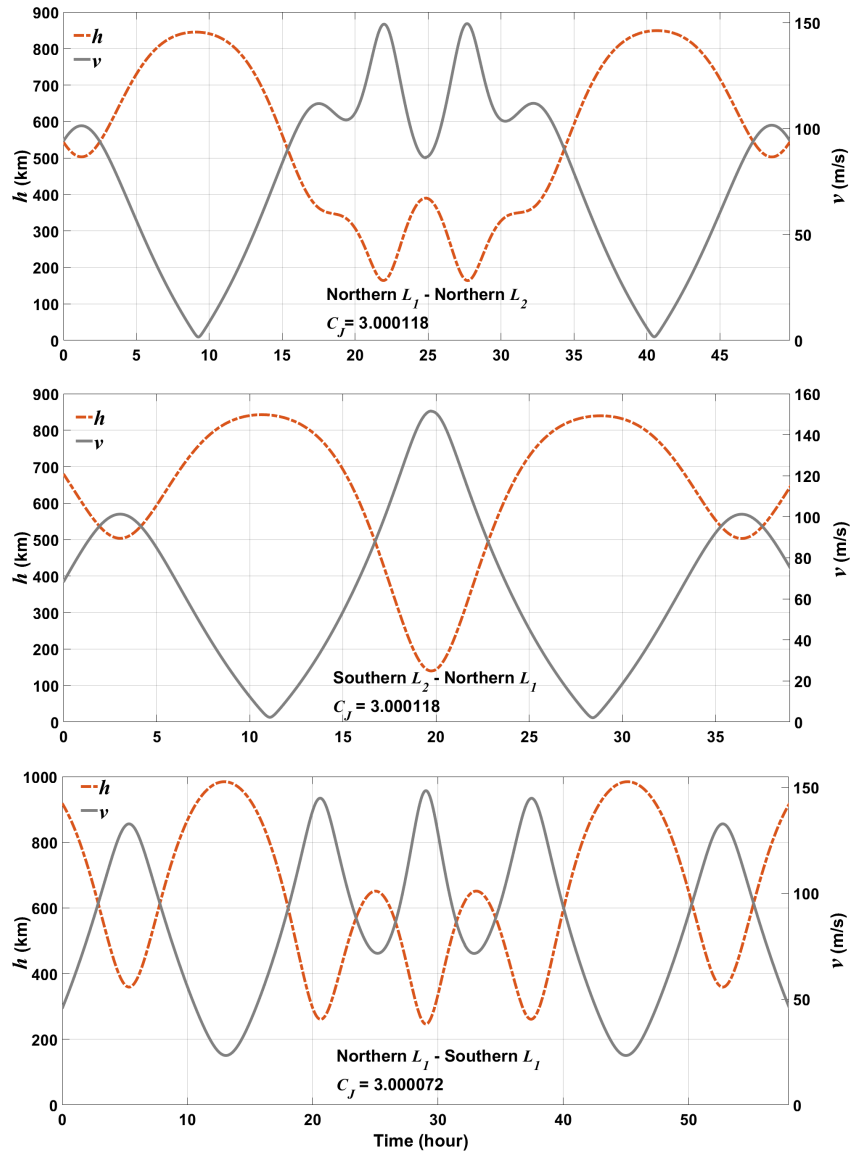 900
800
700
600
500
400
300
200
100
0
h (km)
h
v
150
100
50
0
v (m/s)
Northern L1 - Northern L2
CJ= 3.000118
0 5 10 15 20 25 30 35 40 45
900
800
700
600
500
400
300
200
100
0
h (km)
h
v
160
140
120
100
80
60
40
20
0
v (m/s)
Southern L2 - Northern L1
CJ = 3.000118
0 5 10 15 20 25 30 35
1000
800
600
400
200
0
h (km)
h
v
150
100
50
0
v (m/s)
Northern L1 - Southern L1
CJ = 3.000072
0 10 20 30 40 50
Time (hour)